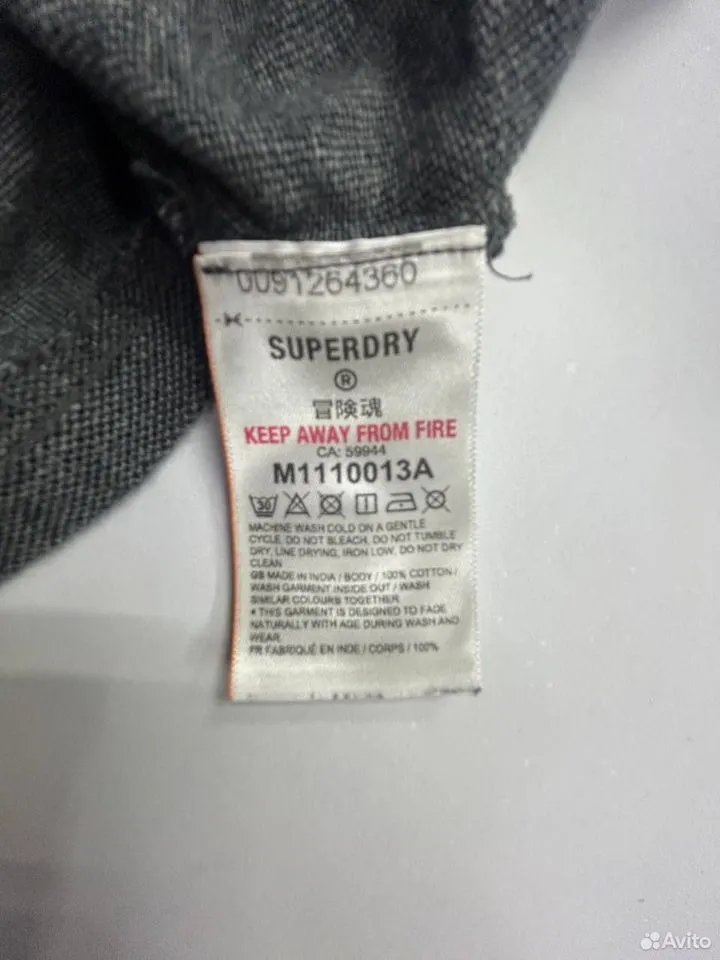 0091264360
SUPERDRY
®
冒険魂
KEEP AWAY FROM FIRE
CA: 59944
M1110013A
30
MACHINE WASH COLD ON A GENTLE
CYCLE, DO NOT BLEACH, DO NOT TUMBLE
DRY, LINE DRYING, IRON LOW, DO NOT DRY
CLEAN
GB MADE IN INDIA / BODY / 100% COTTON /
WASH GARMENT INSIDE OUT / WASH
SIMILAR COLOURS TOGETHER
• THIS GARMENT IS DESIGNED TO FADE
NATURALLY WITH AGE DURING WASH AND
WEAR
FR FABRIQUÉ EN INDE / CORPS / 100%
Avito